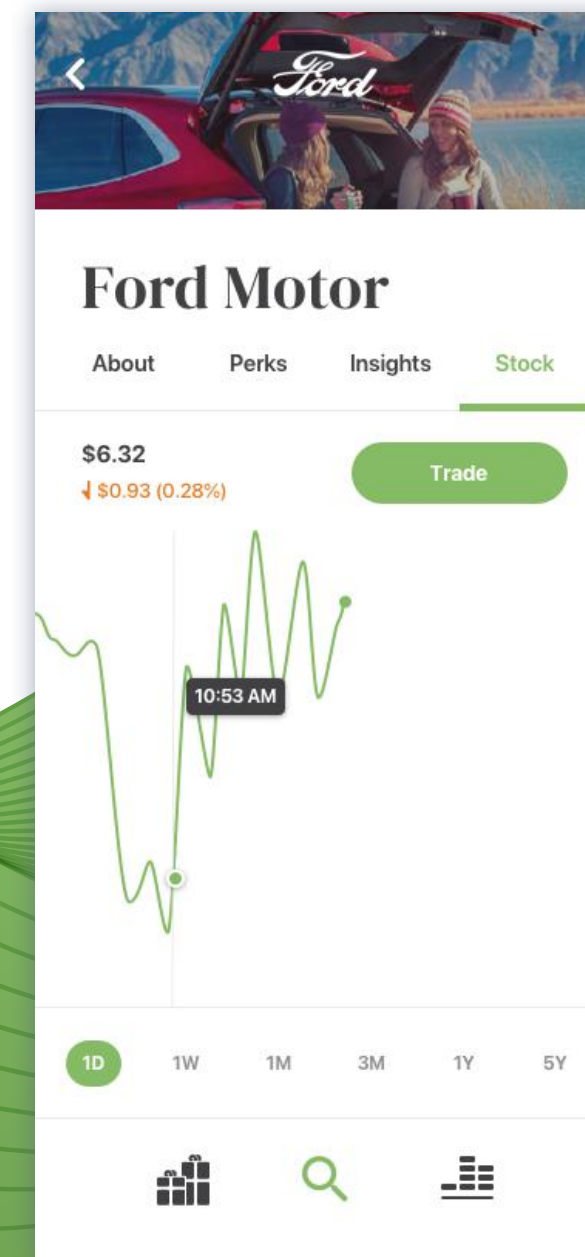 Ford
Ford Motor
About Perks Insights Stock
$6.32
$0.93 (0.28%)
Trade
10:53 AM
1D 1W 1M 3M 1Y 5Y